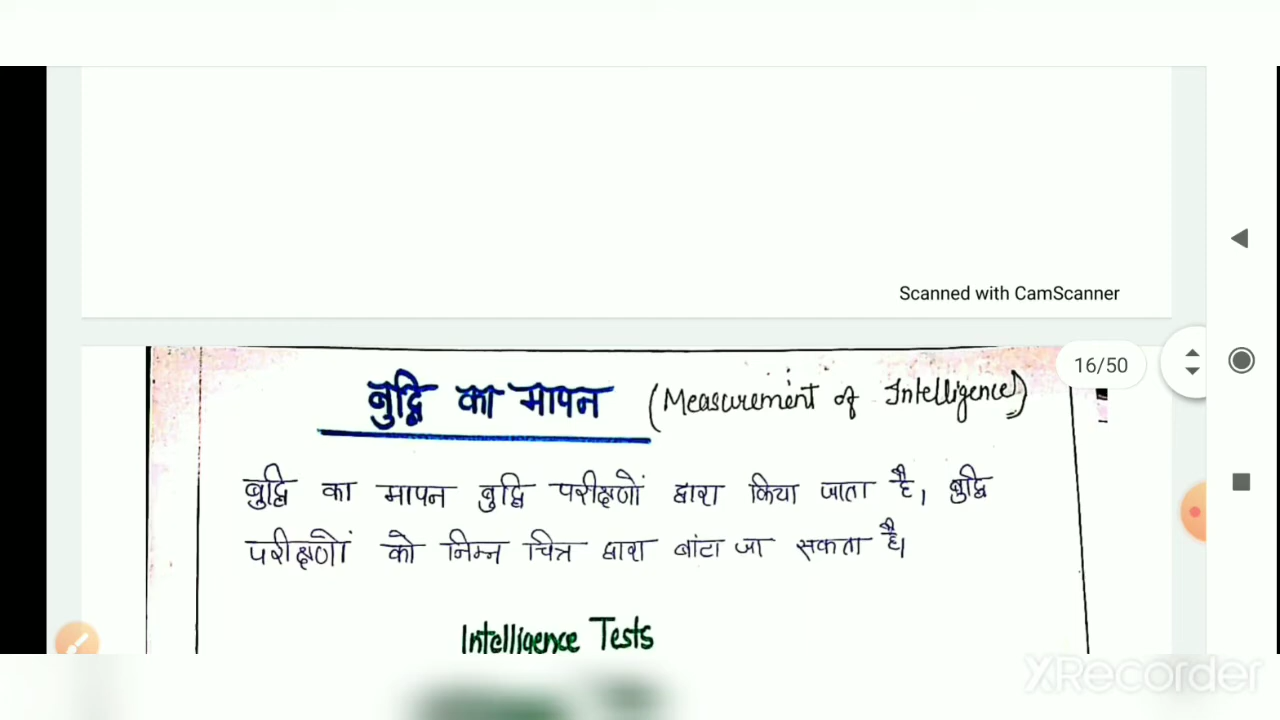 Scanned with CamScanner
16/50
बुद्धि का मापन (Measurement of Intelligence)
बुद्धि का मापन बुद्धि परीक्षणों द्वारा किया जाता है, बुद्धि
परीक्षणों को निम्न चित्र द्वारा बांटा जा सकता है।
Intelligence Tests
XRecorder